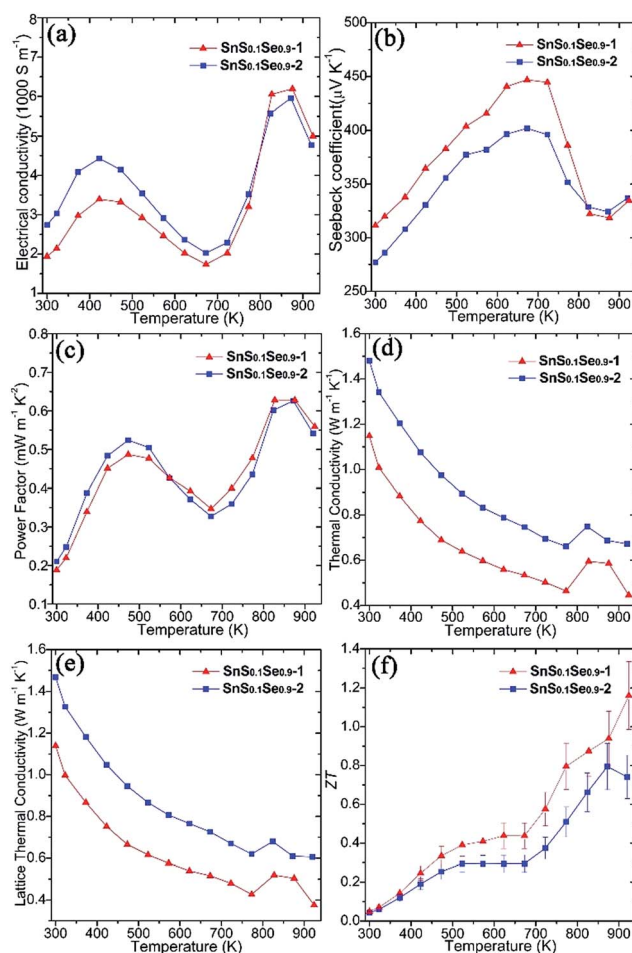 (a)
SnS0.1Se0.9-1
SnS0.1Se0.9-2
Electrical conductivity (1000 S m-1)
8
7
6
5
4
3
2
1
300 400 500 600 700 800 900
Temperature (K)
(b)
SnS0.1Se0.9-1
SnS0.1Se0.9-2
Seebeck coefficient(μV K-1)
500
450
400
350
300
250
300 400 500 600 700 800 900
Temperature (K)
(c)
SnS0.1Se0.9-1
SnS0.1Se0.9-2
Power Factor (mW m-1 K-2)
0.8
0.7
0.6
0.5
0.4
0.3
0.2
0.1
300 400 500 600 700 800 900
Temperature (K)
(d)
SnS0.1Se0.9-1
SnS0.1Se0.9-2
Thermal Conductivity (W m-1 K-1)
1.6
1.4
1.2
1.0
0.8
0.6
0.4
300 400 500 600 700 800 900
Temperature (K)
(e)
SnS0.1Se0.9-1
SnS0.1Se0.9-2
Lattice Thermal Conductivity (W m-1 K-1)
1.6
1.4
1.2
1.0
0.8
0.6
0.4
300 400 500 600 700 800 900
Temperature (K)
(f)
SnS0.1Se0.9-1
SnS0.1Se0.9-2
ZT
1.4
1.2
1.0
0.8
0.6
0.4
0.2
0.0
300 400 500 600 700 800 900
Temperature (K)